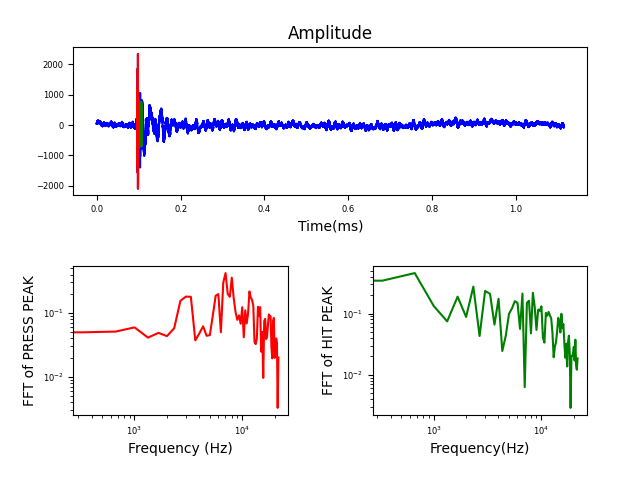 Amplitude
2000
1000
0
−1000
−2000
0.0 0.2 0.4 0.6 0.8 1.0
Time(ms)
FFT of PRESS PEAK
10⁻¹
10⁻²
10³ 10⁴
Frequency (Hz)
FFT of HIT PEAK
10⁻¹
10⁻²
10³ 10⁴
Frequency(Hz)